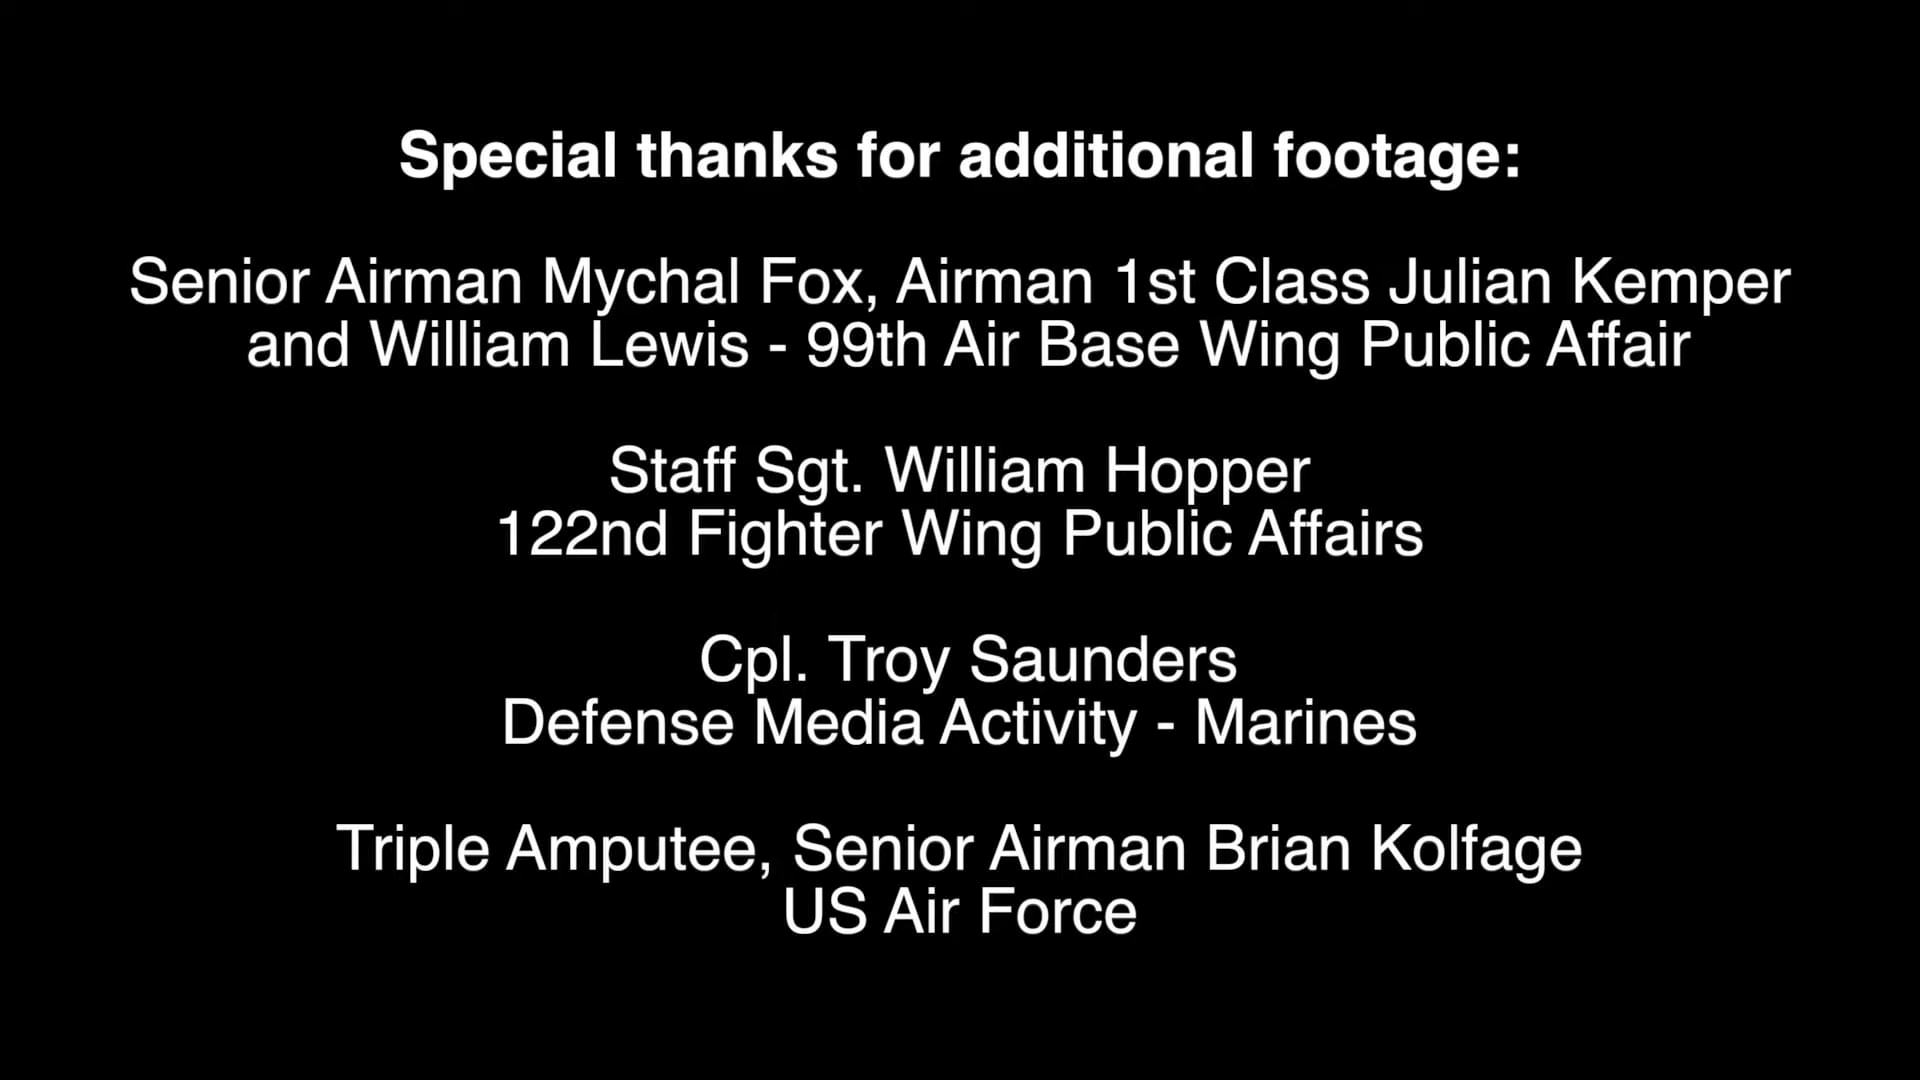 Special thanks for additional footage:
Senior Airman Mychal Fox, Airman 1st Class Julian Kemper
and William Lewis - 99th Air Base Wing Public Affair
Staff Sgt. William Hopper
122nd Fighter Wing Public Affairs
Cpl. Troy Saunders
Defense Media Activity - Marines
Triple Amputee, Senior Airman Brian Kolfage
US Air Force